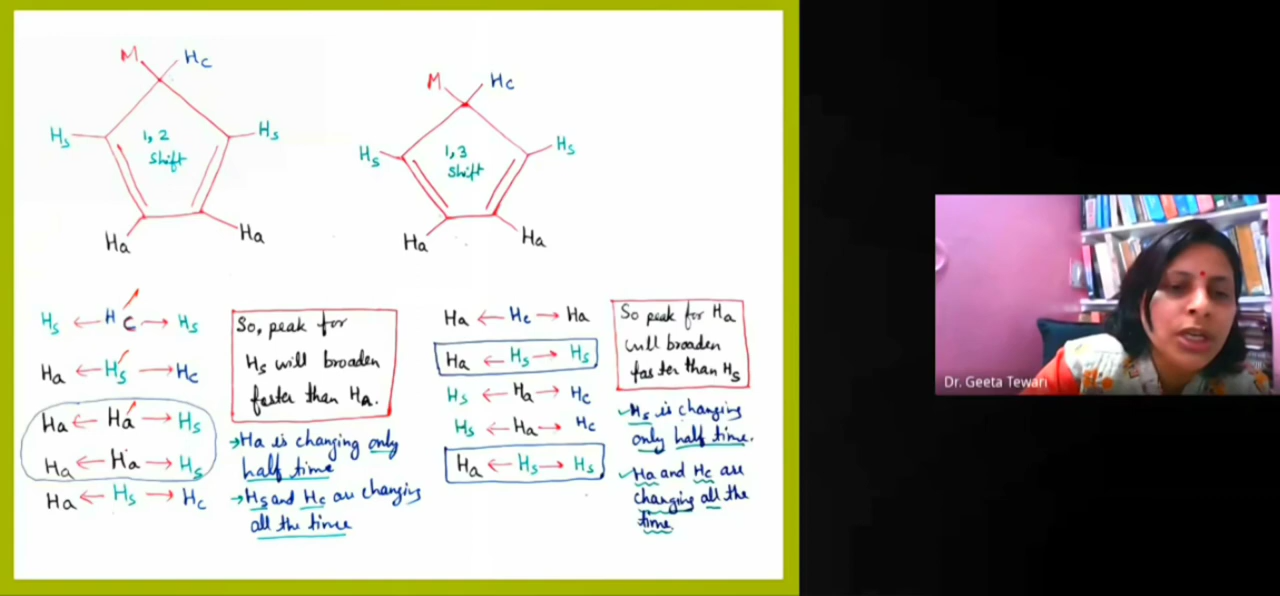 M Hc
Hs Hs
1,2
shift
Ha Ha
M Hc
Hs Hs
1,3
shift
Ha Ha
Hs ← HC → Hs
Ha ← Hs → Hc
Ha ← Ha → Hs
Ha ← Ha → Hs
Ha ← Hs → Hc
So, peak for
Hs will broaden
faster than Ha.
→ Ha is changing only
half time
→ Hs and Hc are changing
all the time
Ha ← Hc → Ha
Ha ← Hs → Hs
Hs ← Ha → Hc
Hs ← Ha → Hc
Ha ← Hs → Hs
So peak for Ha
will broaden
faster than Hs
✓ Hs is changing
only half time.
✓ Ha and Hc are
changing all the
time
Dr. Geeta Tewari